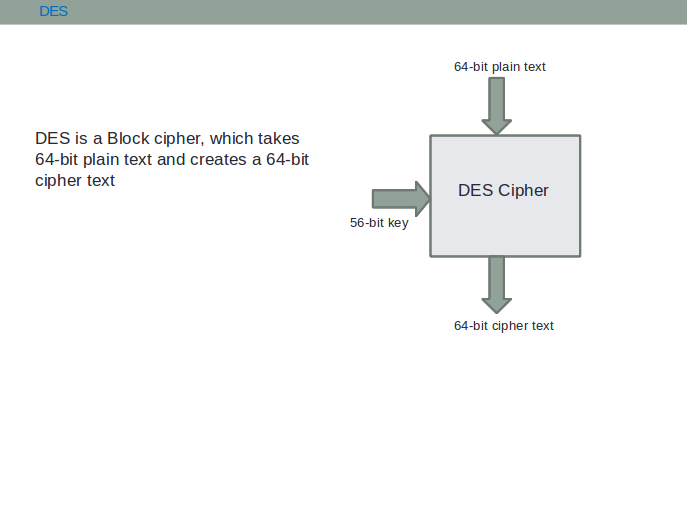 DES
DES is a Block cipher, which takes
64-bit plain text and creates a 64-bit
cipher text
64-bit plain text
DES Cipher
56-bit key
64-bit cipher text